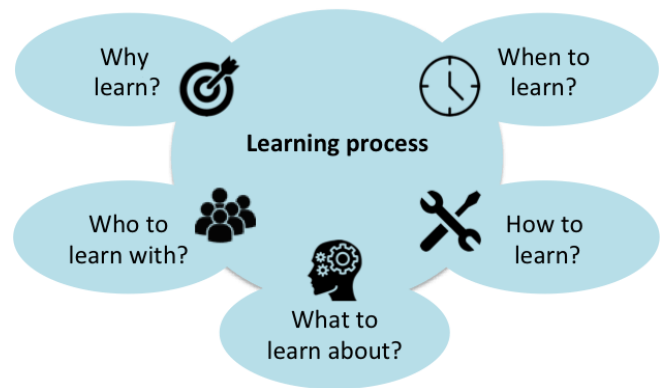 Why
learn?
When to
learn?
Learning process
Who to
learn with?
How to
learn?
What to
learn about?